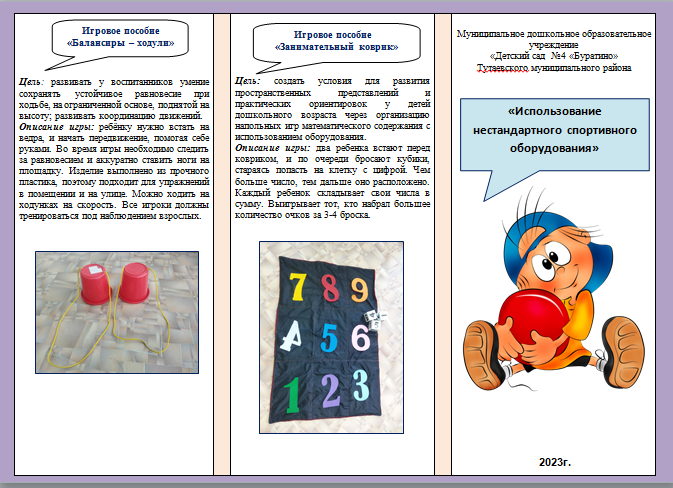 Игровое пособие
«Балансиры – ходули»
Цель: развивать у воспитанников умение
сохранять устойчивое равновесие при
ходьбе, на ограниченной основе, поднятой на
высоту; развивать координацию движений.
Описание игры: ребёнку нужно встать на
ведра, и начать передвижение, помогая себе
руками. Во время игры необходимо следить
за равновесием и аккуратно ставить ноги на
площадку. Изделие выполнено из прочного
пластика, поэтому подходит для упражнений
в помещении и на улице. Можно ходить на
ходунках на скорость. Все игроки должны
тренироваться под наблюдением взрослых.
Игровое пособие
«Занимательный коврик»
Цель: создать условия для развития
пространственных представлений и
практических ориентировок у детей
дошкольного возраста через организацию
напольных игр математического содержания с
использованием оборудования.
Описание игры: два ребенка встают перед
ковриком, и по очереди бросают кубики,
стараясь попасть на клетку с цифрой. Чем
больше число, тем дальше оно расположено.
Каждый ребенок складывает свои числа в
сумму. Выигрывает тот, кто набрал большее
количество очков за 3-4 броска.
7 8 9
4 5 6
1 2 3
Муниципальное дошкольное образовательное
учреждение
«Детский сад №4 «Буратино»
Тутаевского муниципального района
«Использование
нестандартного спортивного
оборудования»
2023г.